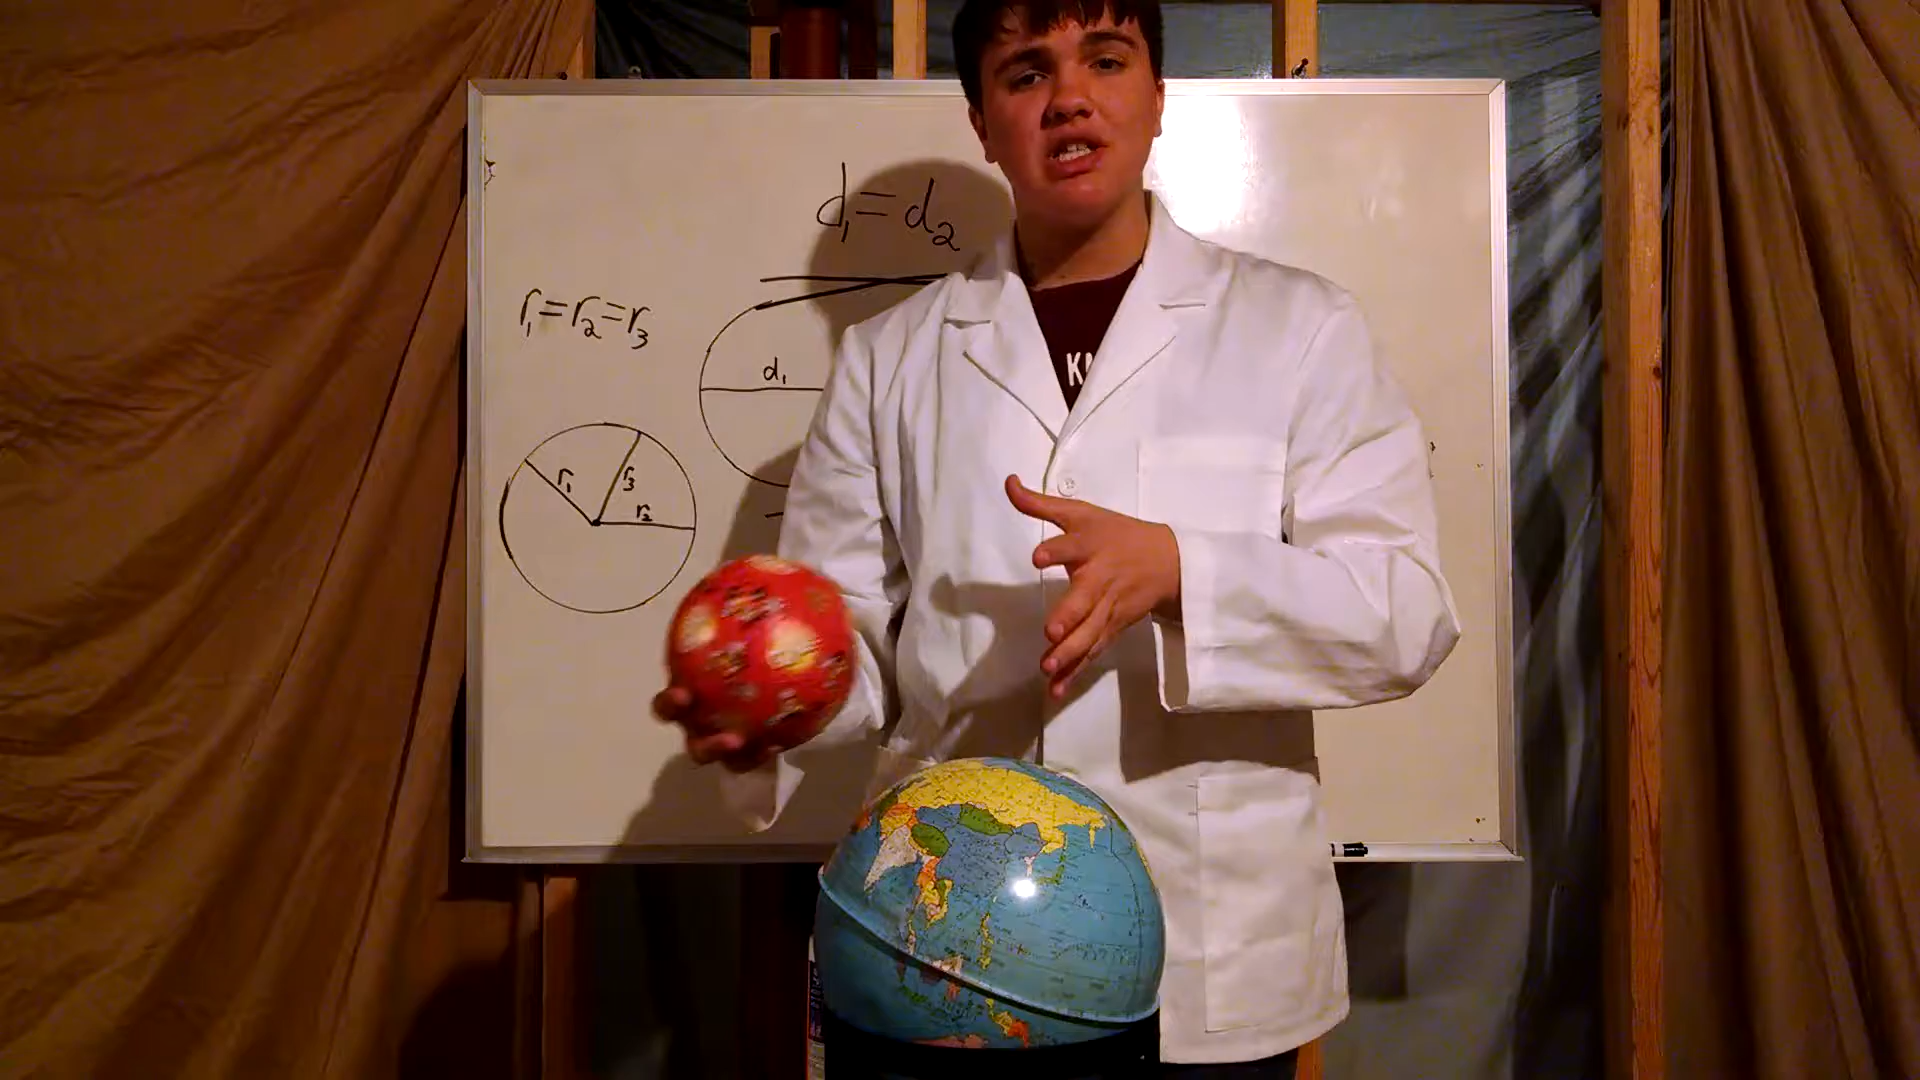 d₁=d₂
r₁=r₂=r₃
d₁
r₁
r₃
r₂